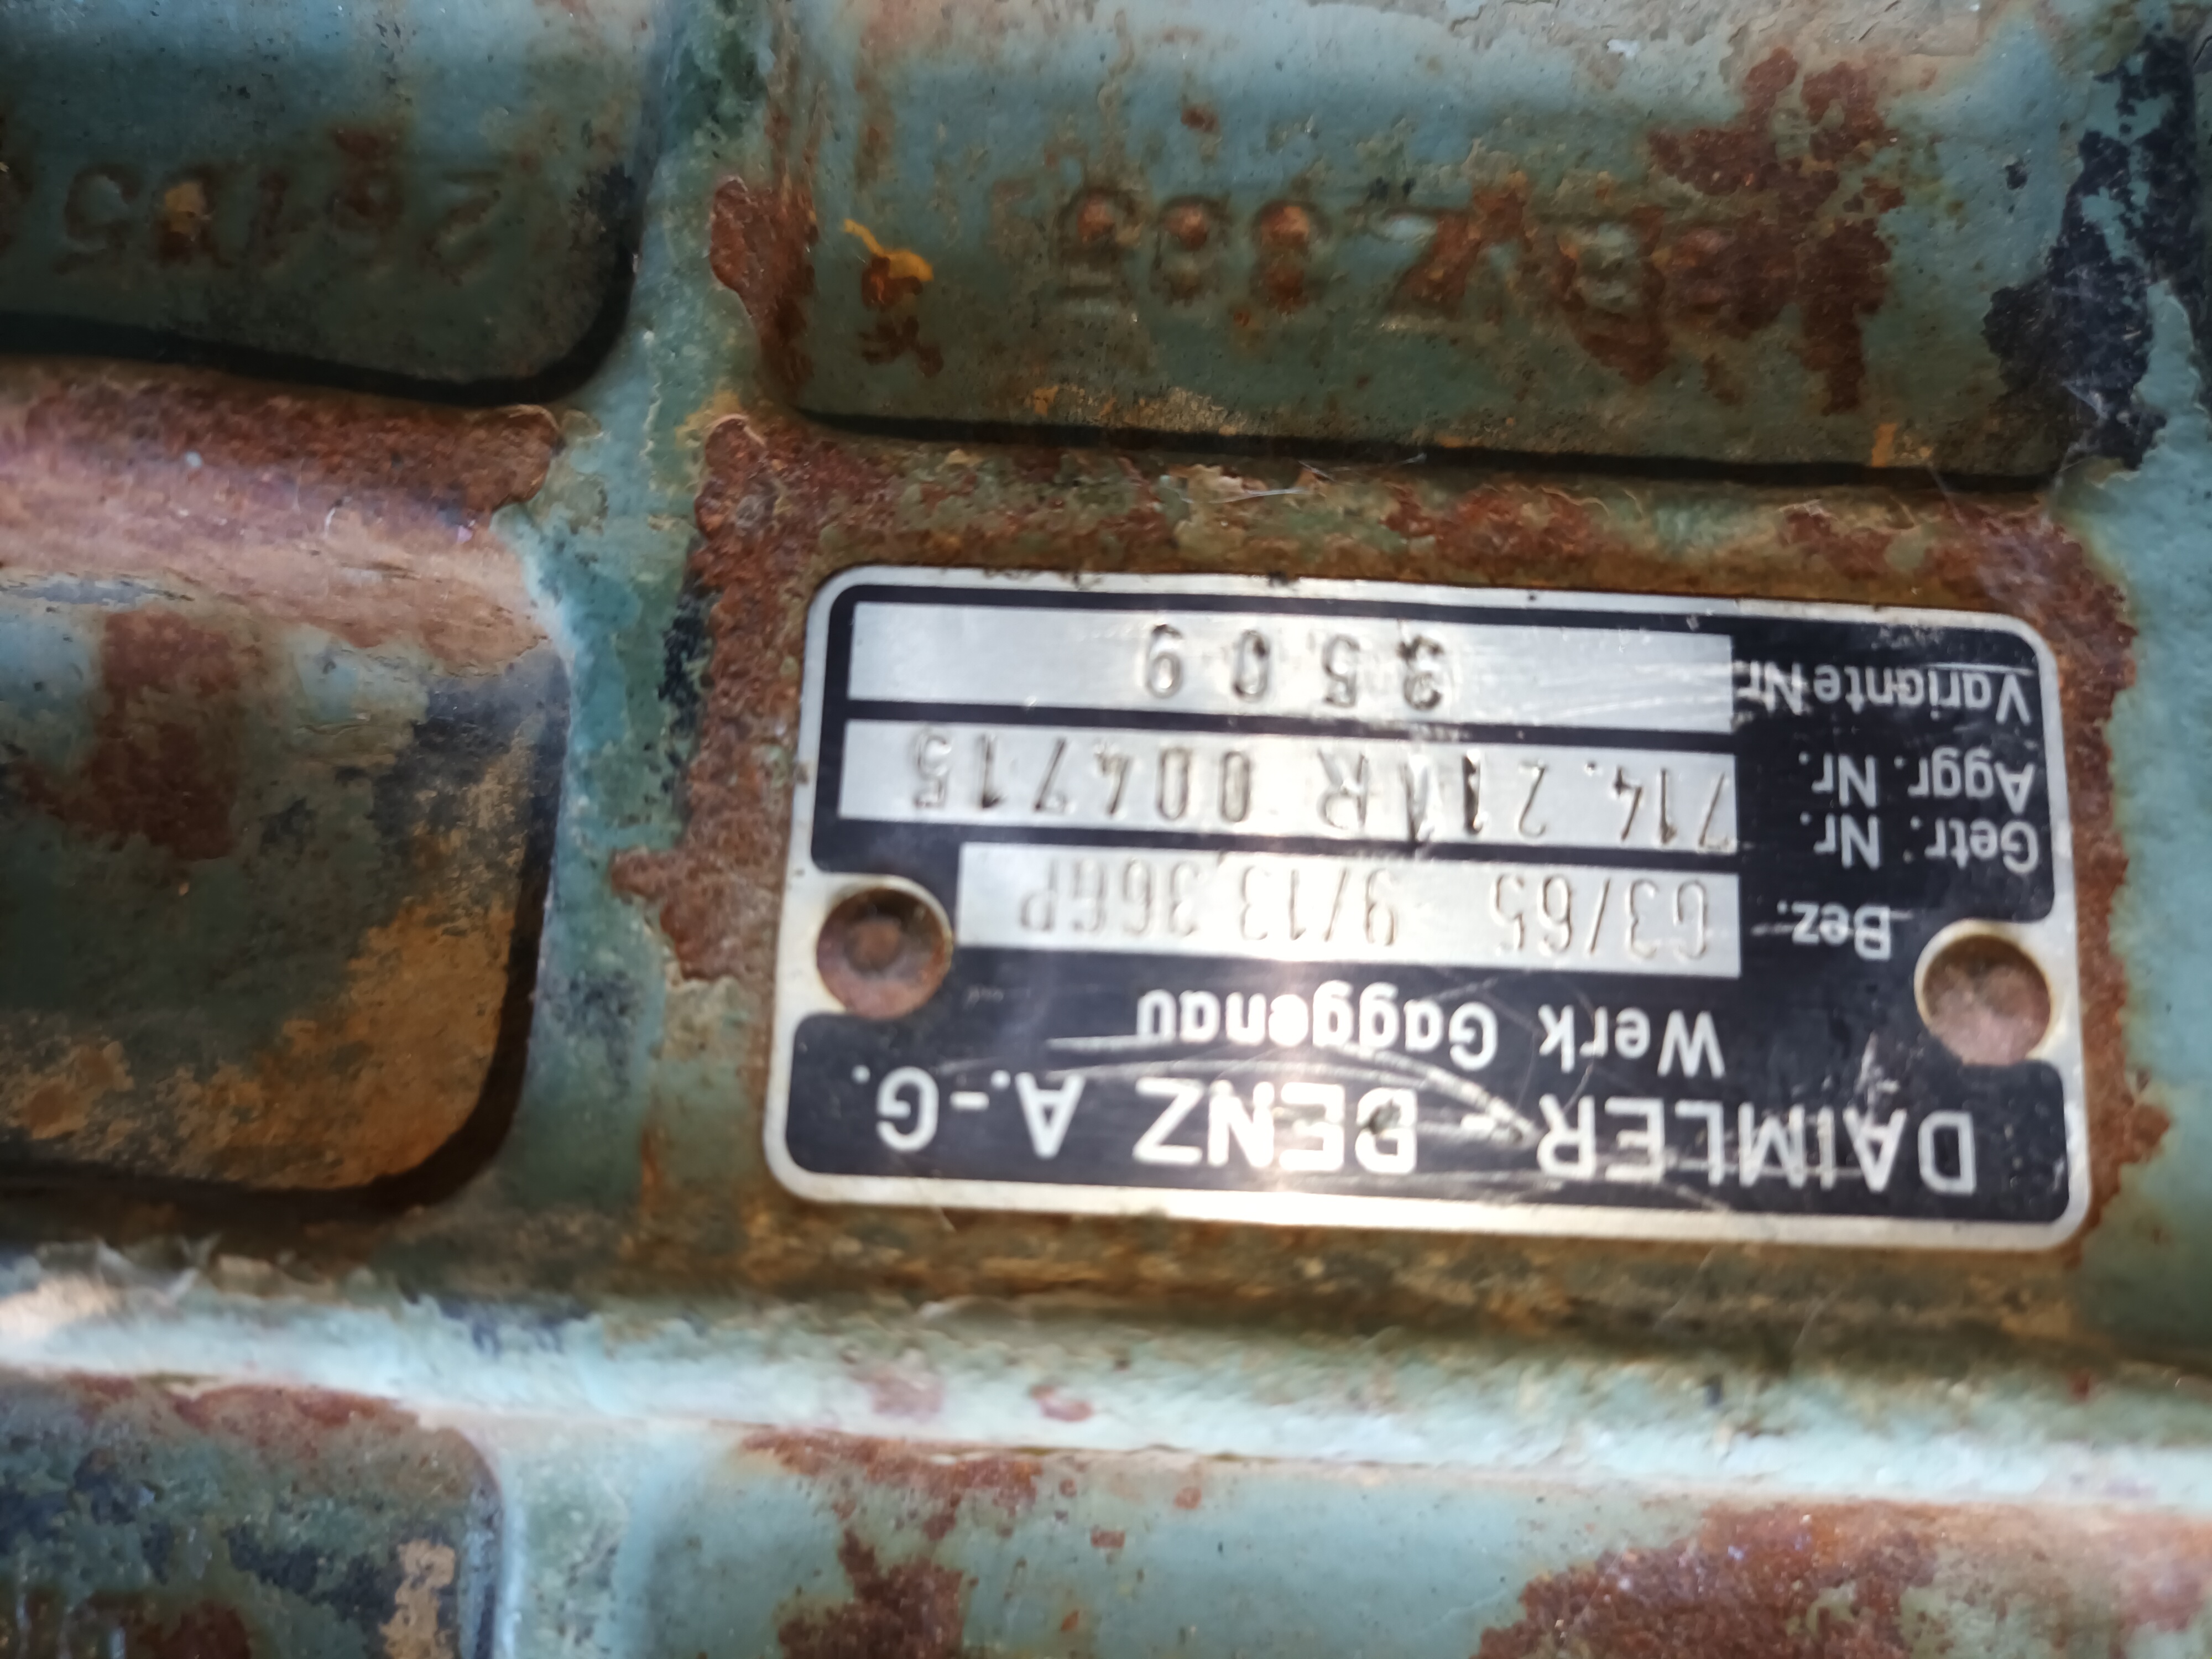 DAIMLER-BENZ A.-G.
Werk Gaggenau
Bez. G3/65 9/13,36GP
Getr. Nr.
Aggr. Nr. 714.211 R 004715
Variante Nr. 3509